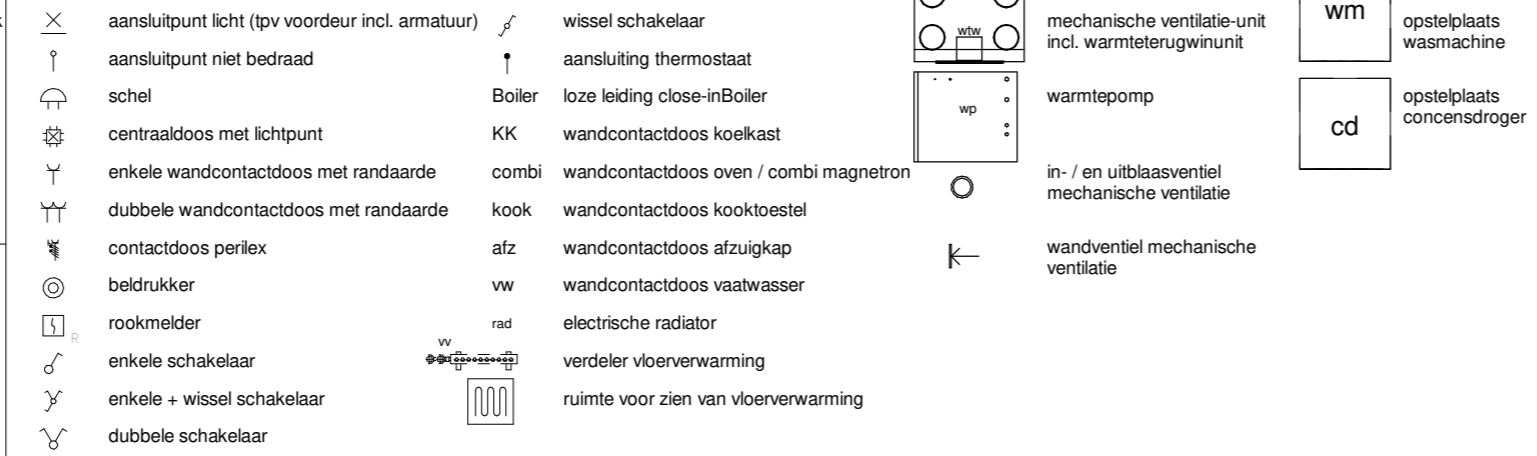 aansluitpunt licht (tpv voordeur incl. armatuur)
aansluitpunt niet bedraad
schel
centraaldoos met lichtpunt
enkele wandcontactdoos met randaarde
dubbele wandcontactdoos met randaarde
contactdoos perilex
beldrukker
R
rookmelder
enkele schakelaar
enkele + wissel schakelaar
dubbele schakelaar
wissel schakelaar
aansluiting thermostaat
Boiler loze leiding close-inBoiler
KK wandcontactdoos koelkast
combi wandcontactdoos oven / combi magnetron
kook wandcontactdoos kooktoestel
afz wandcontactdoos afzuigkap
vw wandcontactdoos vaatwasser
rad electrische radiator
vv
verdeler vloerverwarming
ruimte voor zien van vloerverwarming
wtw
mechanische ventilatie-unit
incl. warmteterugwinunit
wp
warmtepomp
in- / en uitblaasventiel
mechanische ventilatie
wandventiel mechanische
ventilatie
wm
opstelplaats
wasmachine
cd
opstelplaats
concensdroger